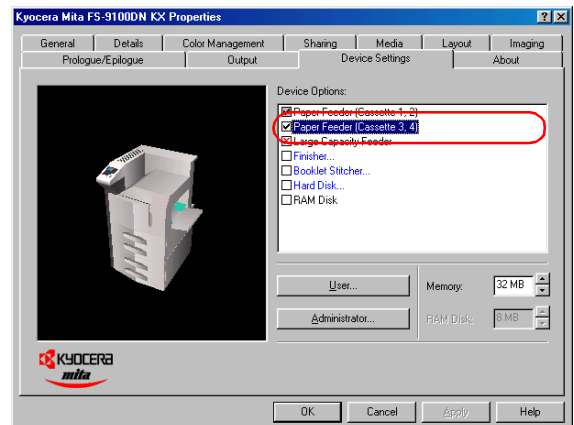 Kyocera Mita FS-9100DN KX Properties
General Details Color Management Sharing Media Layout Imaging
Prologue/Epilogue Output Device Settings About
Device Options:
Paper Feeder (Cassette 1, 2)
Paper Feeder (Cassette 3, 4)
Large Capacity Feeder
Finisher...
Booklet Stitcher...
Hard Disk...
RAM Disk
User... Memory: 32 MB
Administrator... RAM Disk: 8 MB
KYOCERA
mita
OK Cancel Apply Help